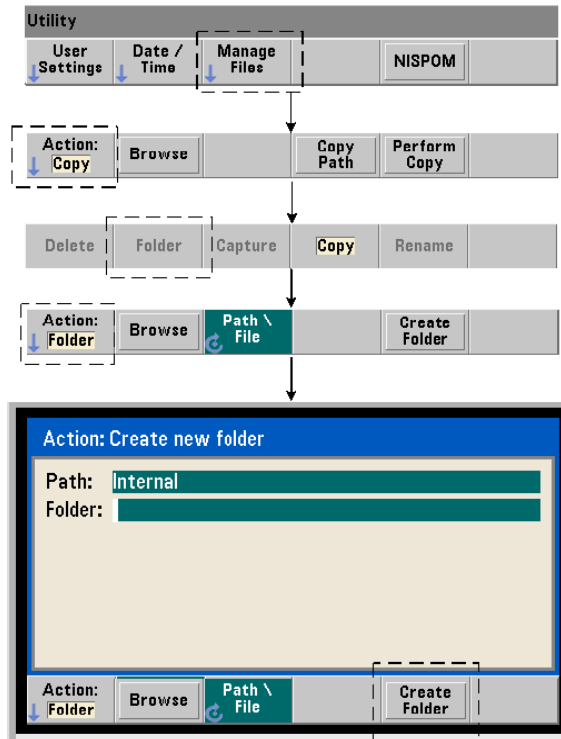 Utility
User Settings
Date / Time
Manage Files
NISPOM
Action: Copy
Browse
Copy Path
Perform Copy
Delete
Folder
Capture
Copy
Rename
Action: Folder
Browse
Path \ File
Create Folder
Action: Create new folder
Path: Internal
Folder:
Action: Folder
Browse
Path \ File
Create Folder